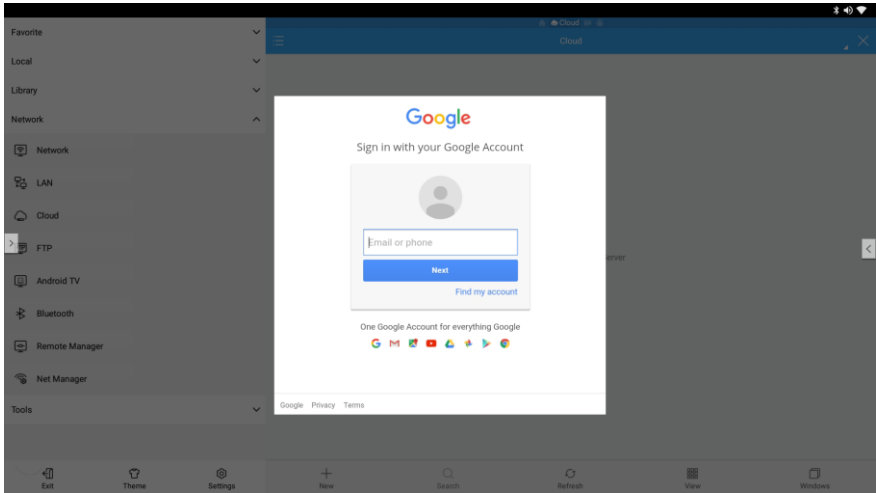 Favorite
Local
Library
Network
Network
LAN
Cloud
FTP
Android TV
Bluetooth
Remote Manager
Net Manager
Tools
Exit
Theme
Settings
Cloud
Cloud
Google
Sign in with your Google Account
Email or phone
Next
Find my account
One Google Account for everything Google
Google Privacy Terms
erver
New
Search
Refresh
View
Windows